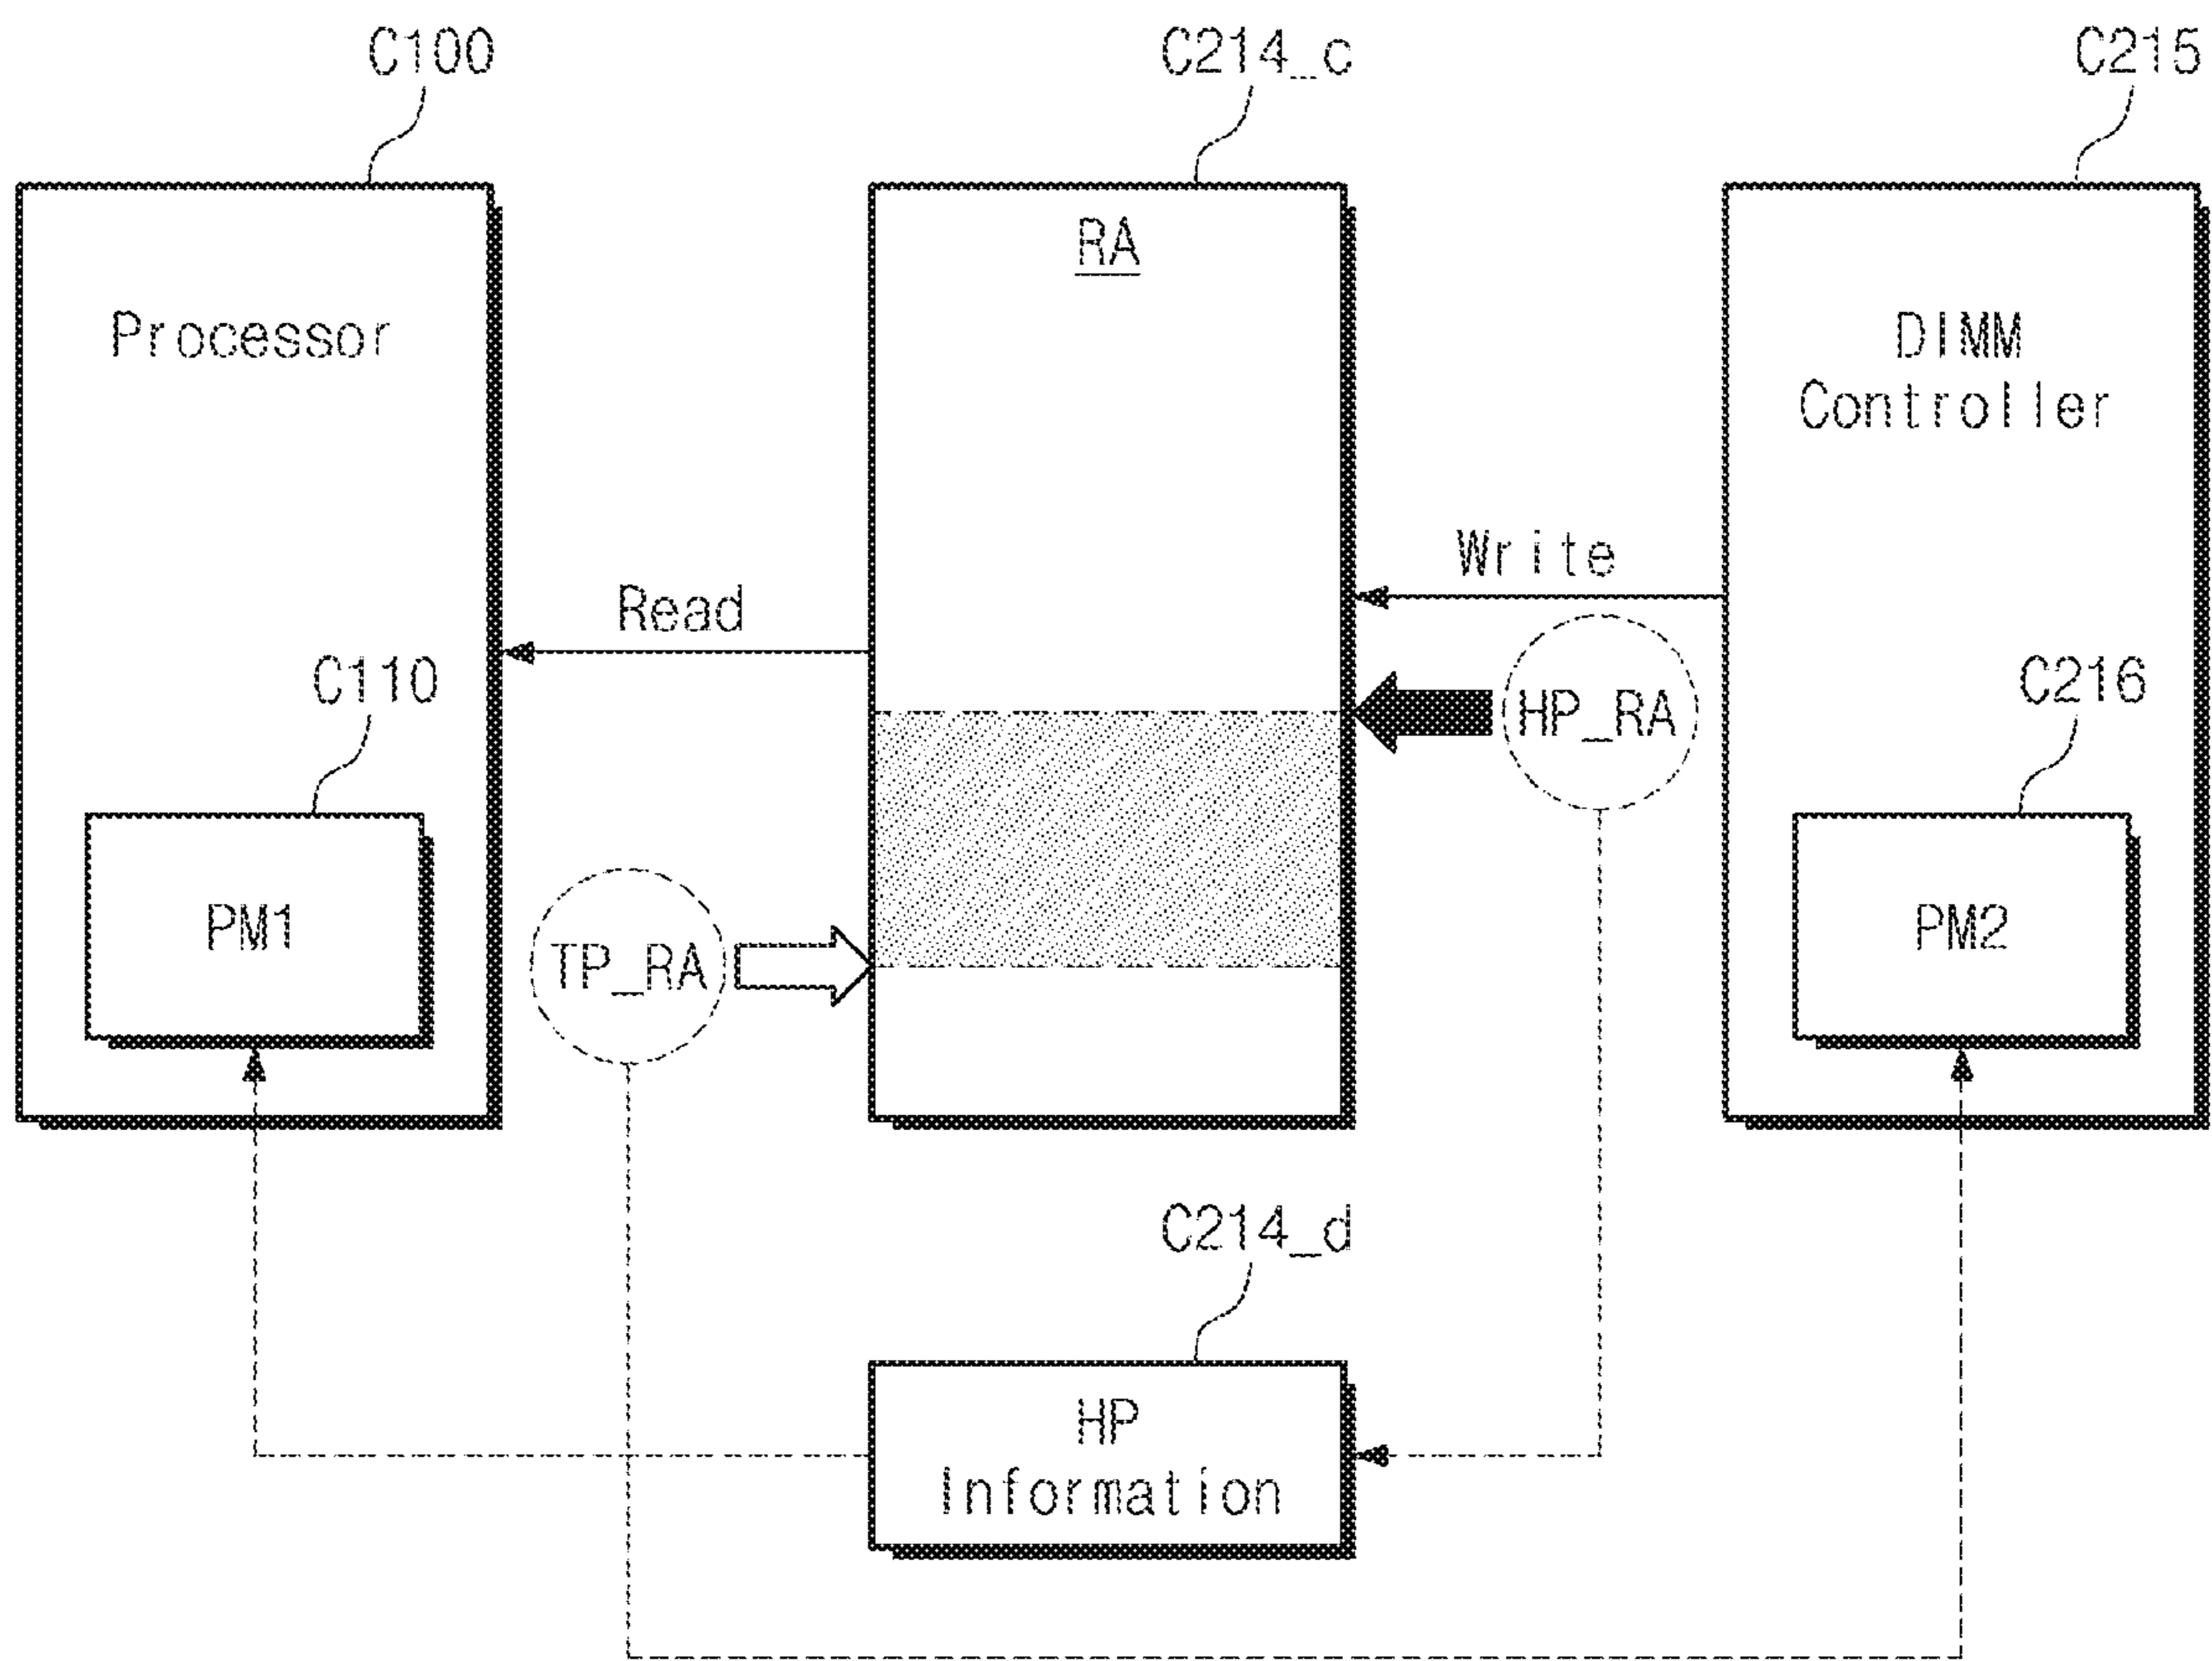 C100
C214_c
C215
RA
Processor
DIMM
Controller
Write
Read
C110
C216
HP_RA
PM1
TP_RA
PM2
C214_d
HP
Information